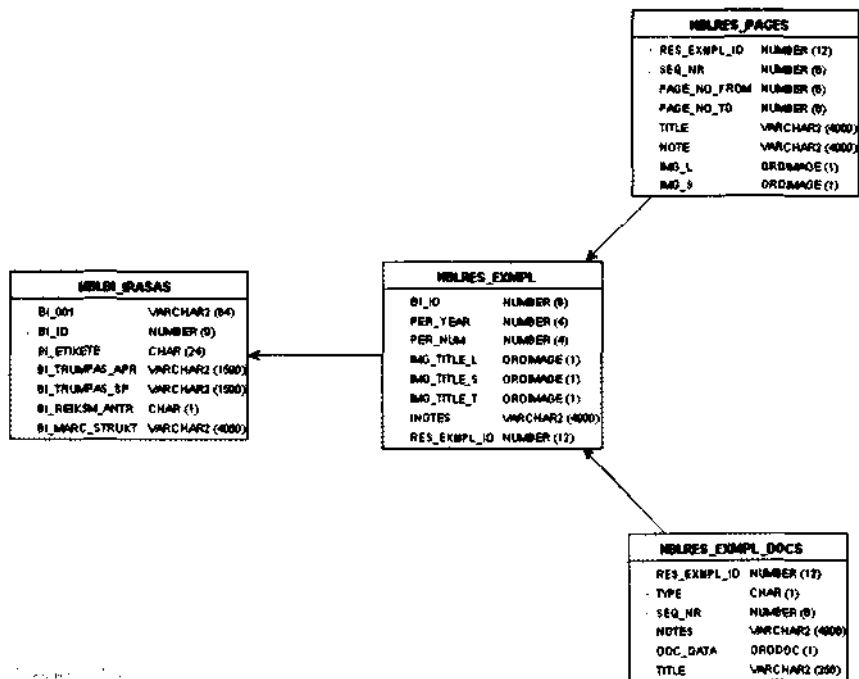 NBLRES_PAGES
RES_EXMPL_ID NUMBER (12)
SEQ_NR NUMBER (6)
PAGE_NO_FROM NUMBER (6)
PAGE_NO_TO NUMBER (6)
TITLE VARCHAR2 (4000)
NOTE VARCHAR2 (4000)
IMG_L ORDIMAGE (1)
IMG_S ORDIMAGE (1)
NBLBI_IRASAS
BI_001 VARCHAR2 (64)
BI_ID NUMBER (9)
BI_ETIKETE CHAR (24)
BI_TRUMPAS_APR VARCHAR2 (1500)
BI_TRUMPAS_SP VARCHAR2 (1500)
BI_REIKSM_ANTR CHAR (1)
BI_MARC_STRUKT VARCHAR2 (4000)
NBLRES_EXMPL
BI_ID NUMBER
PER_YEAR NUMBER (4)
PER_NUM NUMBER (4)
IMG_TITLE_L ORDIMAGE (1)
IMG_TITLE_S ORDIMAGE (1)
IMG_TITLE_T ORDIMAGE (1)
INOTES VARCHAR2 (4000)
RES_EXMPL_ID NUMBER (12)
NBLRES_EXMPL_DOCS
RES_EXMPL_ID NUMBER (12)
TYPE CHAR (1)
SEQ_NR NUMBER (6)
NOTES VARCHAR2 (4000)
DOC_DATA ORDDOC (1)
TITLE VARCHAR2 (250)